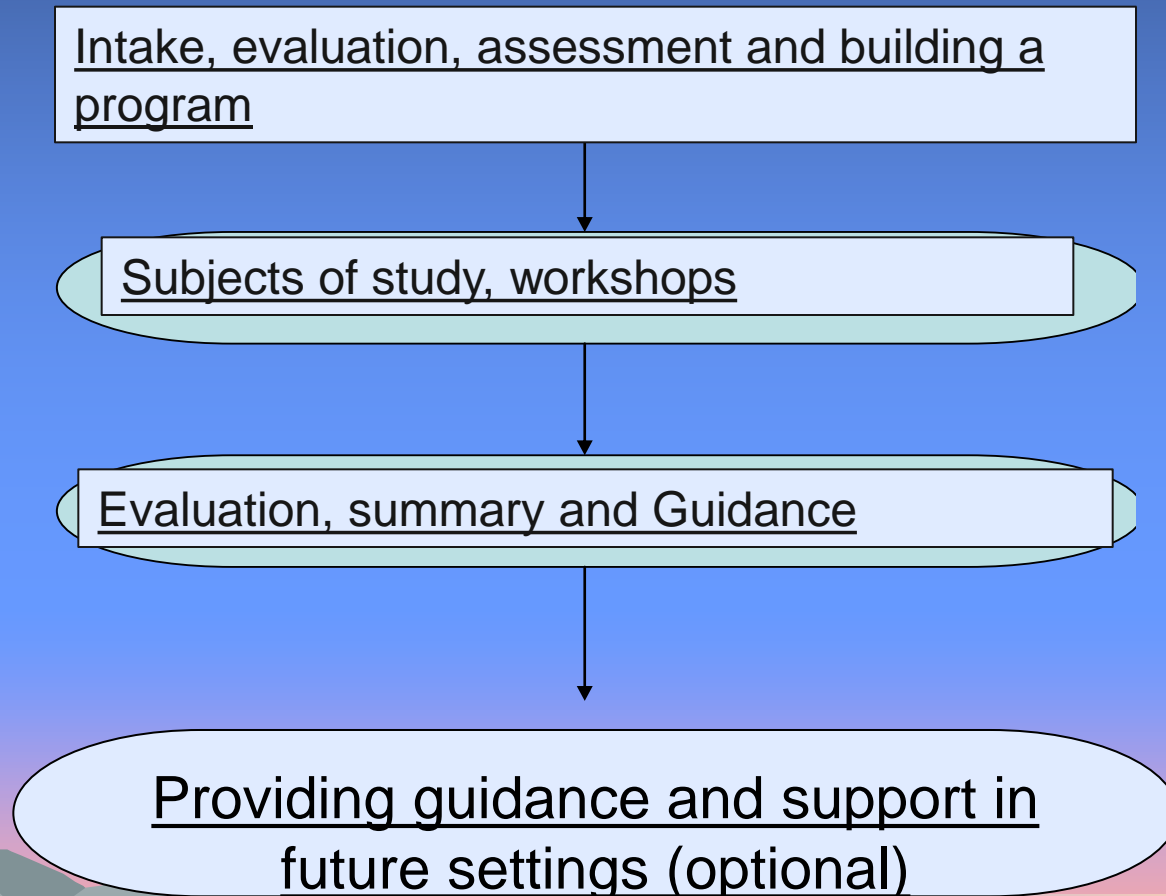 Intake, evaluation, assessment and building a
program
Subjects of study, workshops
Evaluation, summary and Guidance
Providing guidance and support in
future settings (optional)